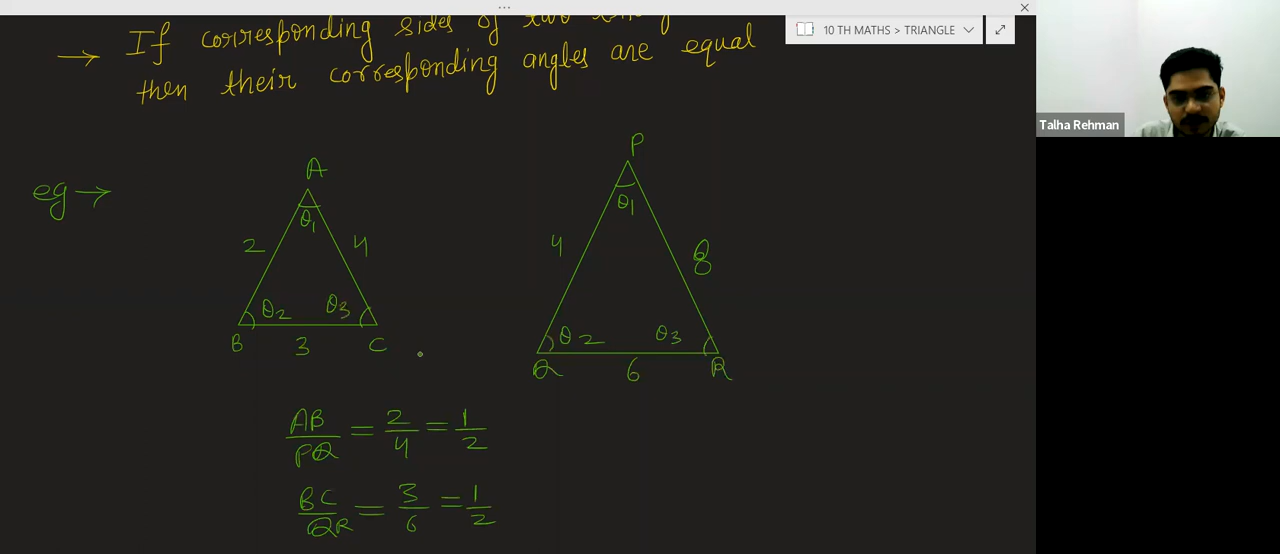 10 TH MATHS > TRIANGLE
Talha Rehman
→ If corresponding sides of two
then their corresponding angles are equal
eg →
A
θ1
2
4
θ2
θ3
B
3
C
P
θ1
4
8
θ2
θ3
Q
6
R
AB/PQ = 2/4 = 1/2
BC/QR = 3/6 = 1/2